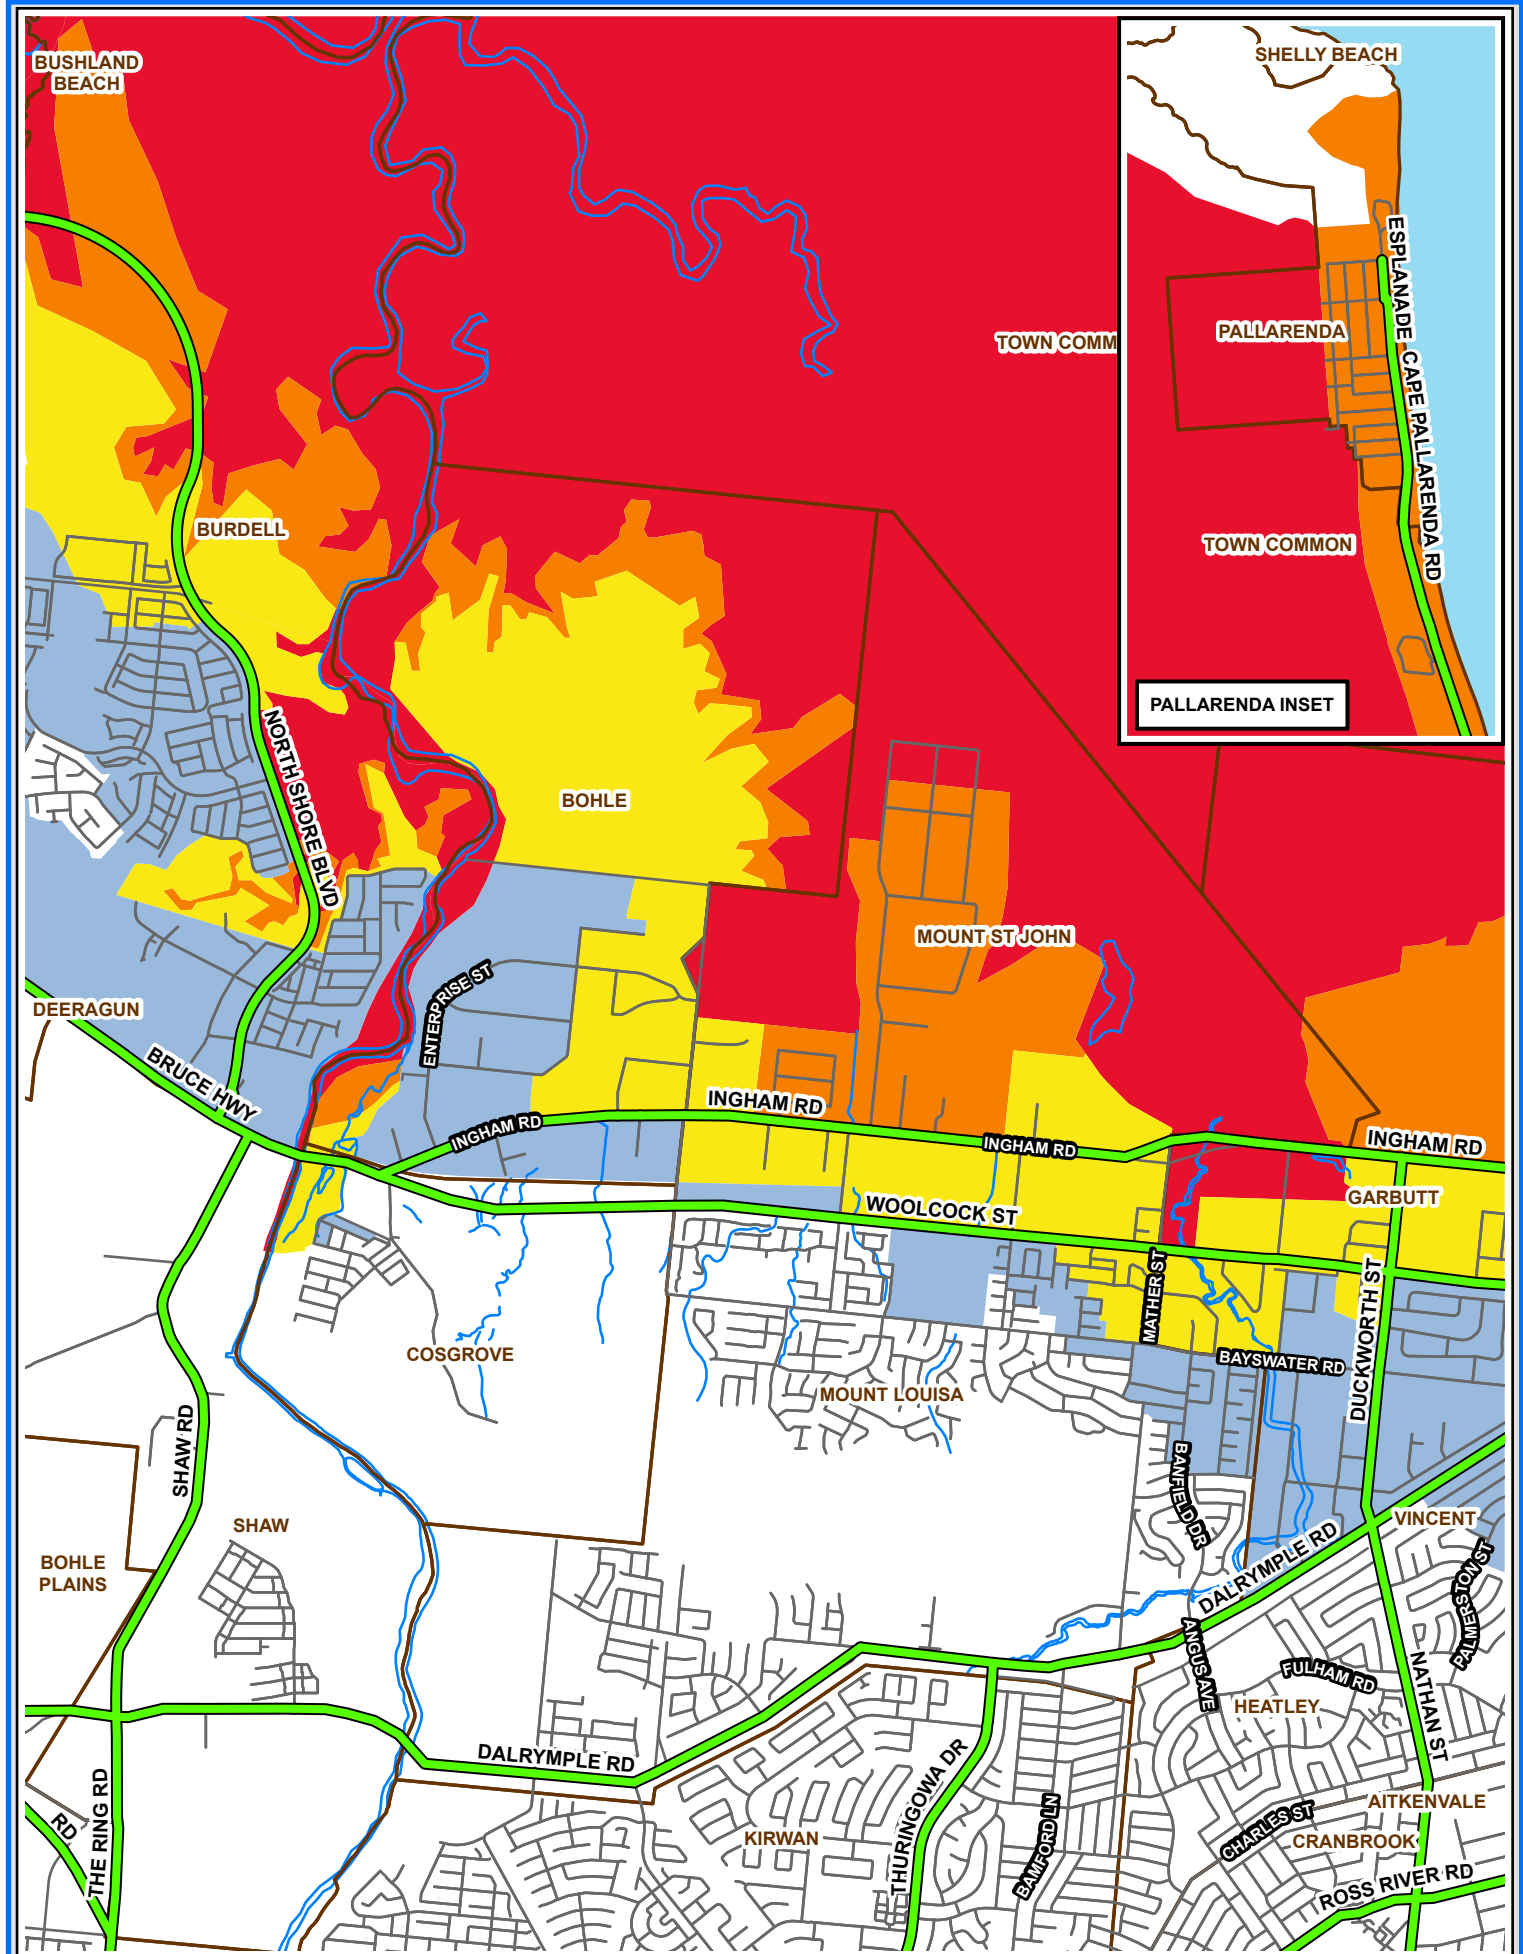 BUSHLAND
BEACH
SHELLY BEACH
ESPLANADE
CAPE PALLARENDA RD
PALLARENDA
TOWN COMM
TOWN COMMON
PALLARENDA INSET
BURDELL
NORTH SHORE BLVD
BOHLE
MOUNT ST JOHN
ENTERPRISE ST
DEERAGUN
BRUCE HWY
INGHAM RD
INGHAM RD
INGHAM RD
INGHAM RD
GARBUTT
WOOLCOCK ST
MATHER ST
DUCKWORTH ST
COSGROVE
BAYSWATER RD
MOUNT LOUISA
SHAW RD
BANFIELD DR
SHAW
VINCENT
BOHLE
PLAINS
DALRYMPLE RD
PALMERSTON ST
ANGUS AVE
FULHAM RD
NATHAN ST
HEATLEY
DALRYMPLE RD
THE RING RD
RD
THURINGOWA DR
BAMFORD LN
KIRWAN
AITKENVALE
CHARLES ST
CRANBROOK
ROSS RIVER RD